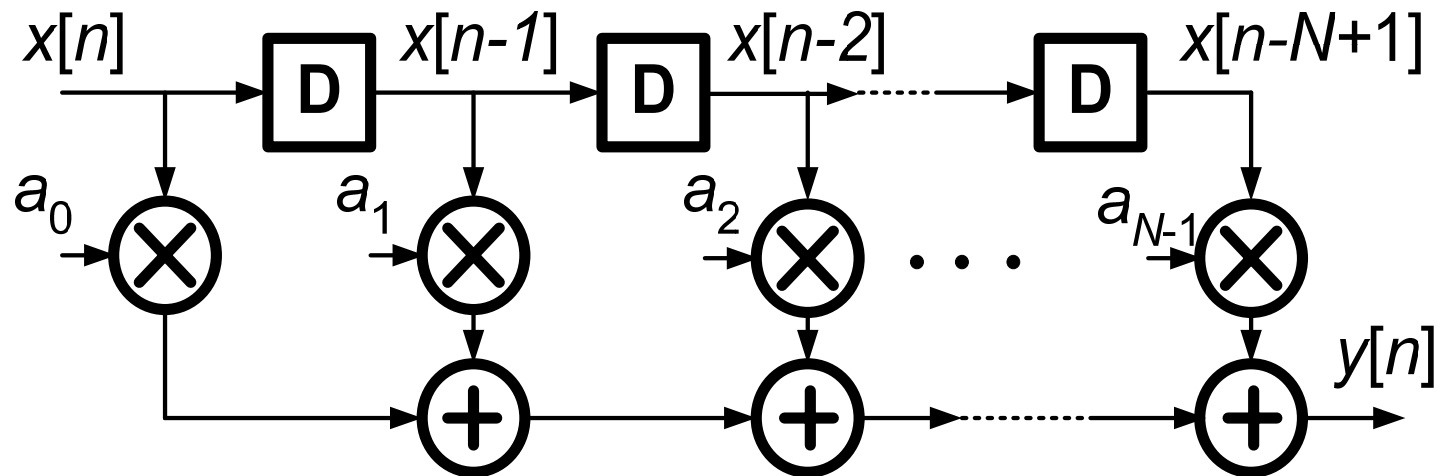 x[n] x[n-1] x[n-2] x[n-N+1]
D D D
a0 a1 a2 aN-1
y[n]